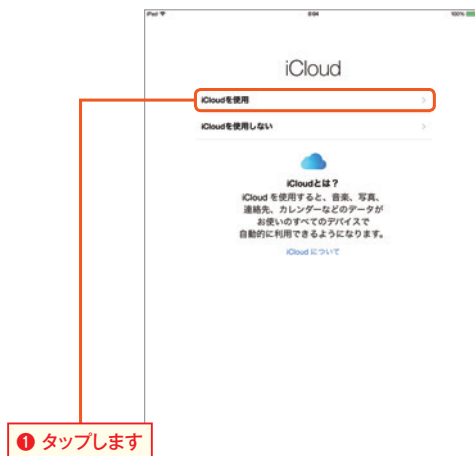 iPad
5:04
100%
iCloud
iCloudを使用
iCloudを使用しない
iCloudとは？
iCloud を使用すると、音楽、写真、
連絡先、カレンダーなどのデータが
お使いのすべてのデバイスで
自動的に利用できるようになります。
iCloud について
❶ タップします